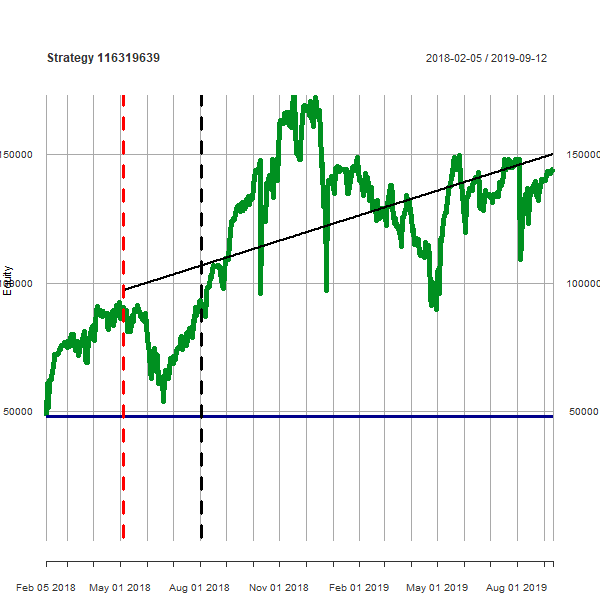 Strategy 116319639
2018-02-05 / 2019-09-12
150000
150000
Equity
100000
100000
50000
50000
Feb 05 2018
May 01 2018
Aug 01 2018
Nov 01 2018
Feb 01 2019
May 01 2019
Aug 01 2019